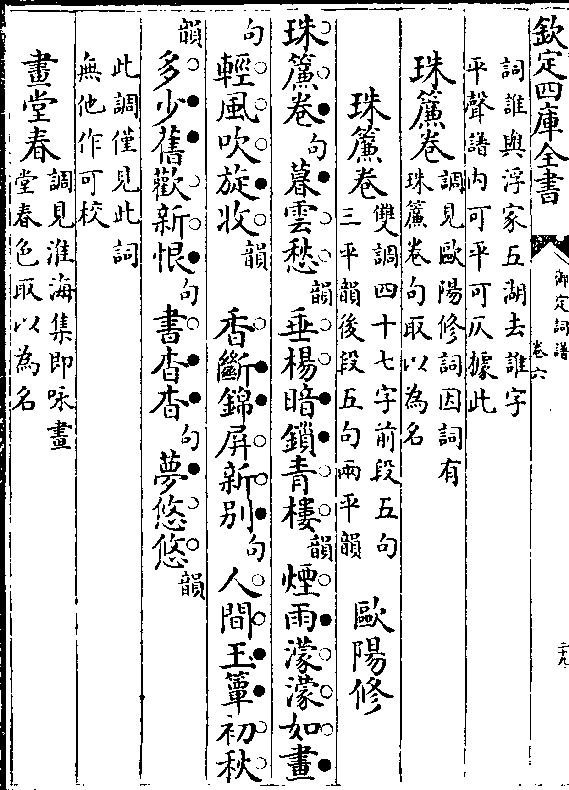 欽定四庫全書
御定詞譜
卷六
二十九
詞誰與浮家五湖去誰字
平聲譜内可平可仄據此
珠簾卷調見歐陽修詞因詞有
珠簾卷句取以為名
珠簾卷雙調四十七字前段五句
三平韻後段五句兩平韻
歐陽修
珠簾卷句暮雲愁韻垂楊暗鎖青樓韻煙雨濛濛如畫
句輕風吹旋收韻 香斷錦屏新别句人間玉簟初秋
韻多少舊歡新恨句書杳杳句夢悠悠韻
此調僅見此詞
無他作可校
畫堂春調見淮海集即咏畫
堂春色取以為名